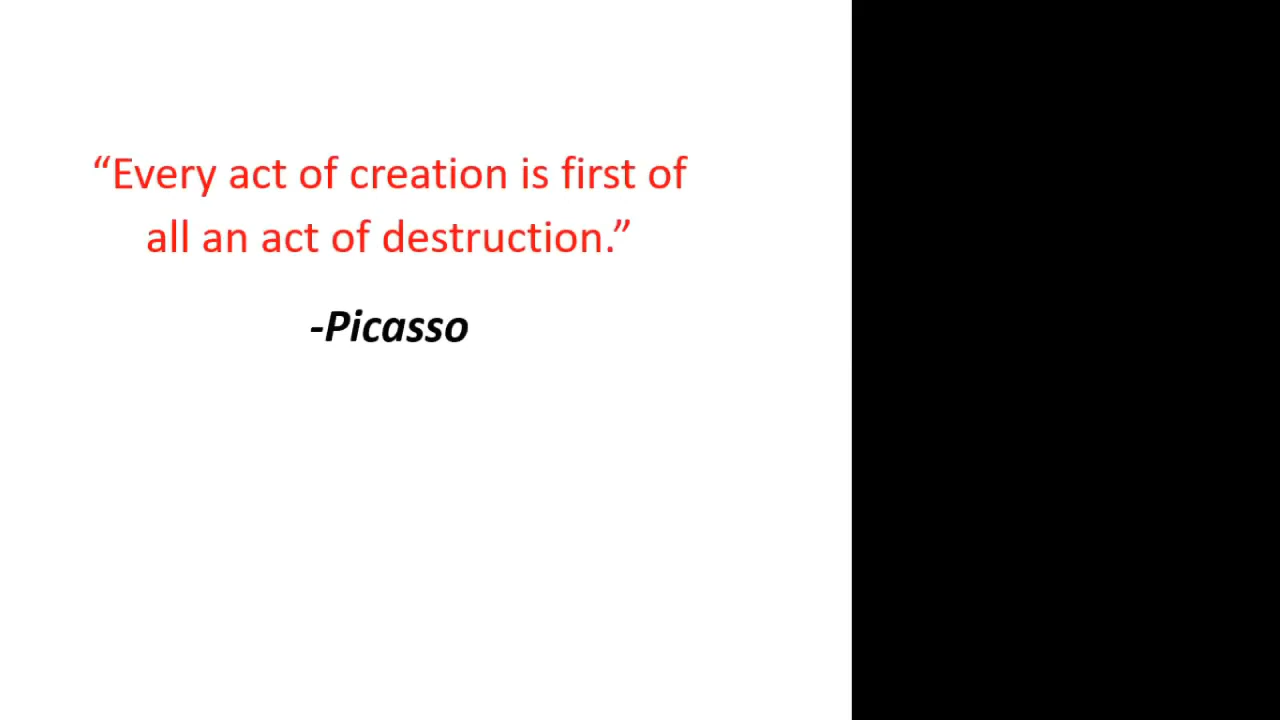 “Every act of creation is first of
all an act of destruction.”
-Picasso